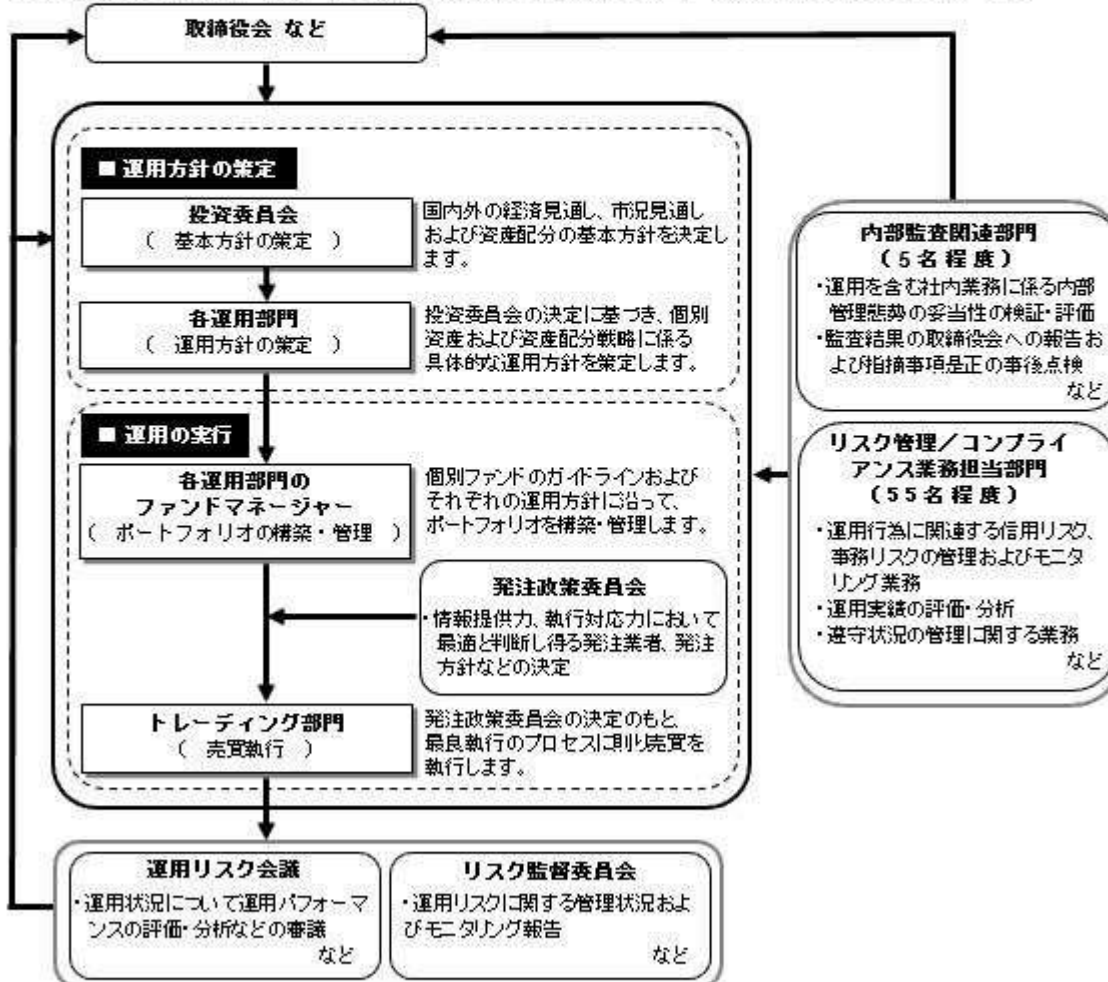 取締役会 など
■ 運用方針の策定
投資委員会
( 基本方針の策定 )
国内外の経済見通し、市況見通し
および資産配分の基本方針を決定し
ます。
各運用部門
( 運用方針の策定 )
投資委員会の決定に基づき、個別
資産および資産配分戦略に係る
具体的な運用方針を策定します。
■ 運用の実行
各運用部門の
ファンドマネージャー
( ポートフォリオの構築・管理 )
個別ファンドのガイドラインおよび
それぞれの運用方針に沿って、
ポートフォリオを構築・管理します。
発注政策委員会
・情報提供力、執行対応力において
最適と判断し得る発注業者、発注
方針などの決定
トレーディング部門
( 売買執行 )
発注政策委員会の決定のもと
最良執行のプロセスに則り売買を
執行します。
運用リスク会議
・運用状況について運用パフォーマ
ンスの評価・分析などの審議
など
リスク監督委員会
・運用リスクに関する管理状況およ
びモニタリング報告
など
内部監査関連部門
(5名程度)
・運用を含む社内業務に係る内部
管理態勢の妥当性の検証・評価
・監査結果の取締役会への報告お
よび指摘事項是正の事後点検
など
リスク管理/コンプライ
アンス業務担当部門
(55名程度)
・運用行為に関連する信用リスク、
事務リスクの管理およびモニタ
リング業務
・運用実績の評価・分析
・遵守状況の管理に関する業務
など